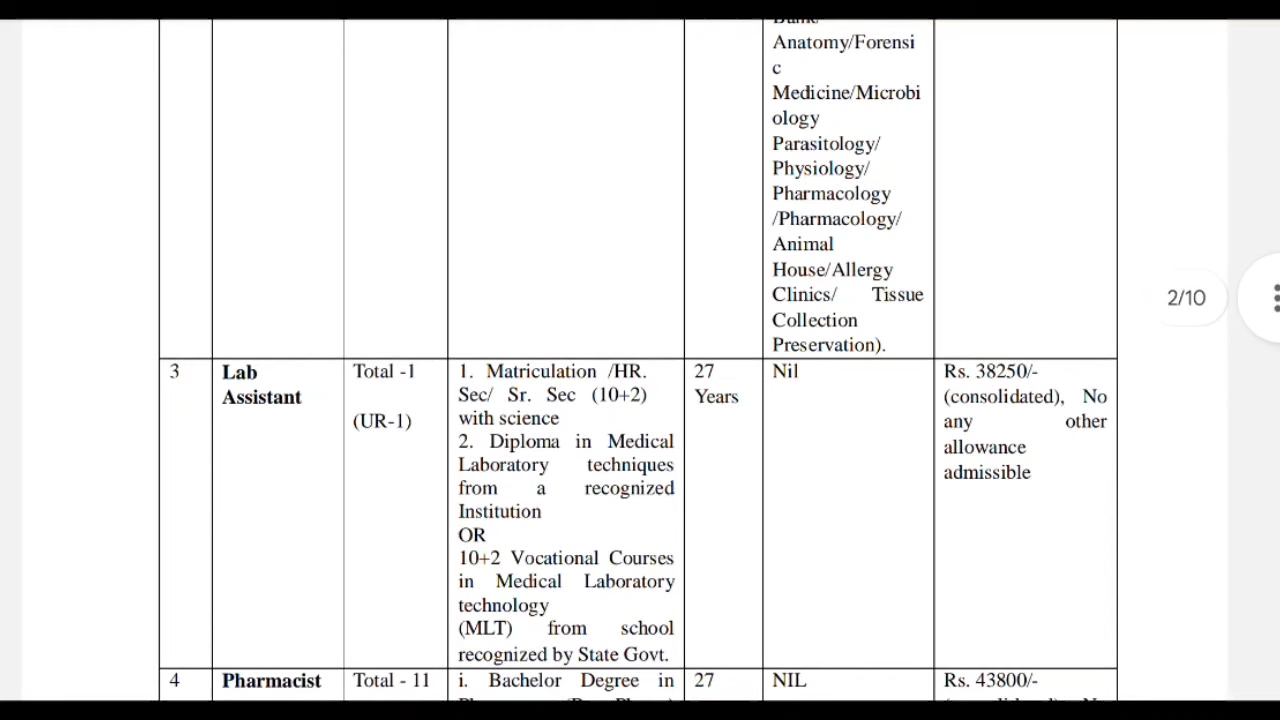 Anatomy/Forensi
c
Medicine/Microbi
ology
Parasitology/
Physiology/
Pharmacology
/Pharmacology/
Animal
House/Allergy
Clinics/ Tissue
Collection
Preservation).
2/10
3
Lab
Assistant
Total -1
(UR-1)
1. Matriculation /HR.
Sec/ Sr. Sec (10+2)
with science
2. Diploma in Medical
Laboratory techniques
from a recognized
Institution
OR
10+2 Vocational Courses
in Medical Laboratory
technology
(MLT) from school
recognized by State Govt.
27
Years
Nil
Rs. 38250/-
(consolidated), No
any other
allowance
admissible
4
Pharmacist
Total - 11
i. Bachelor Degree in
27
NIL
Rs. 43800/-